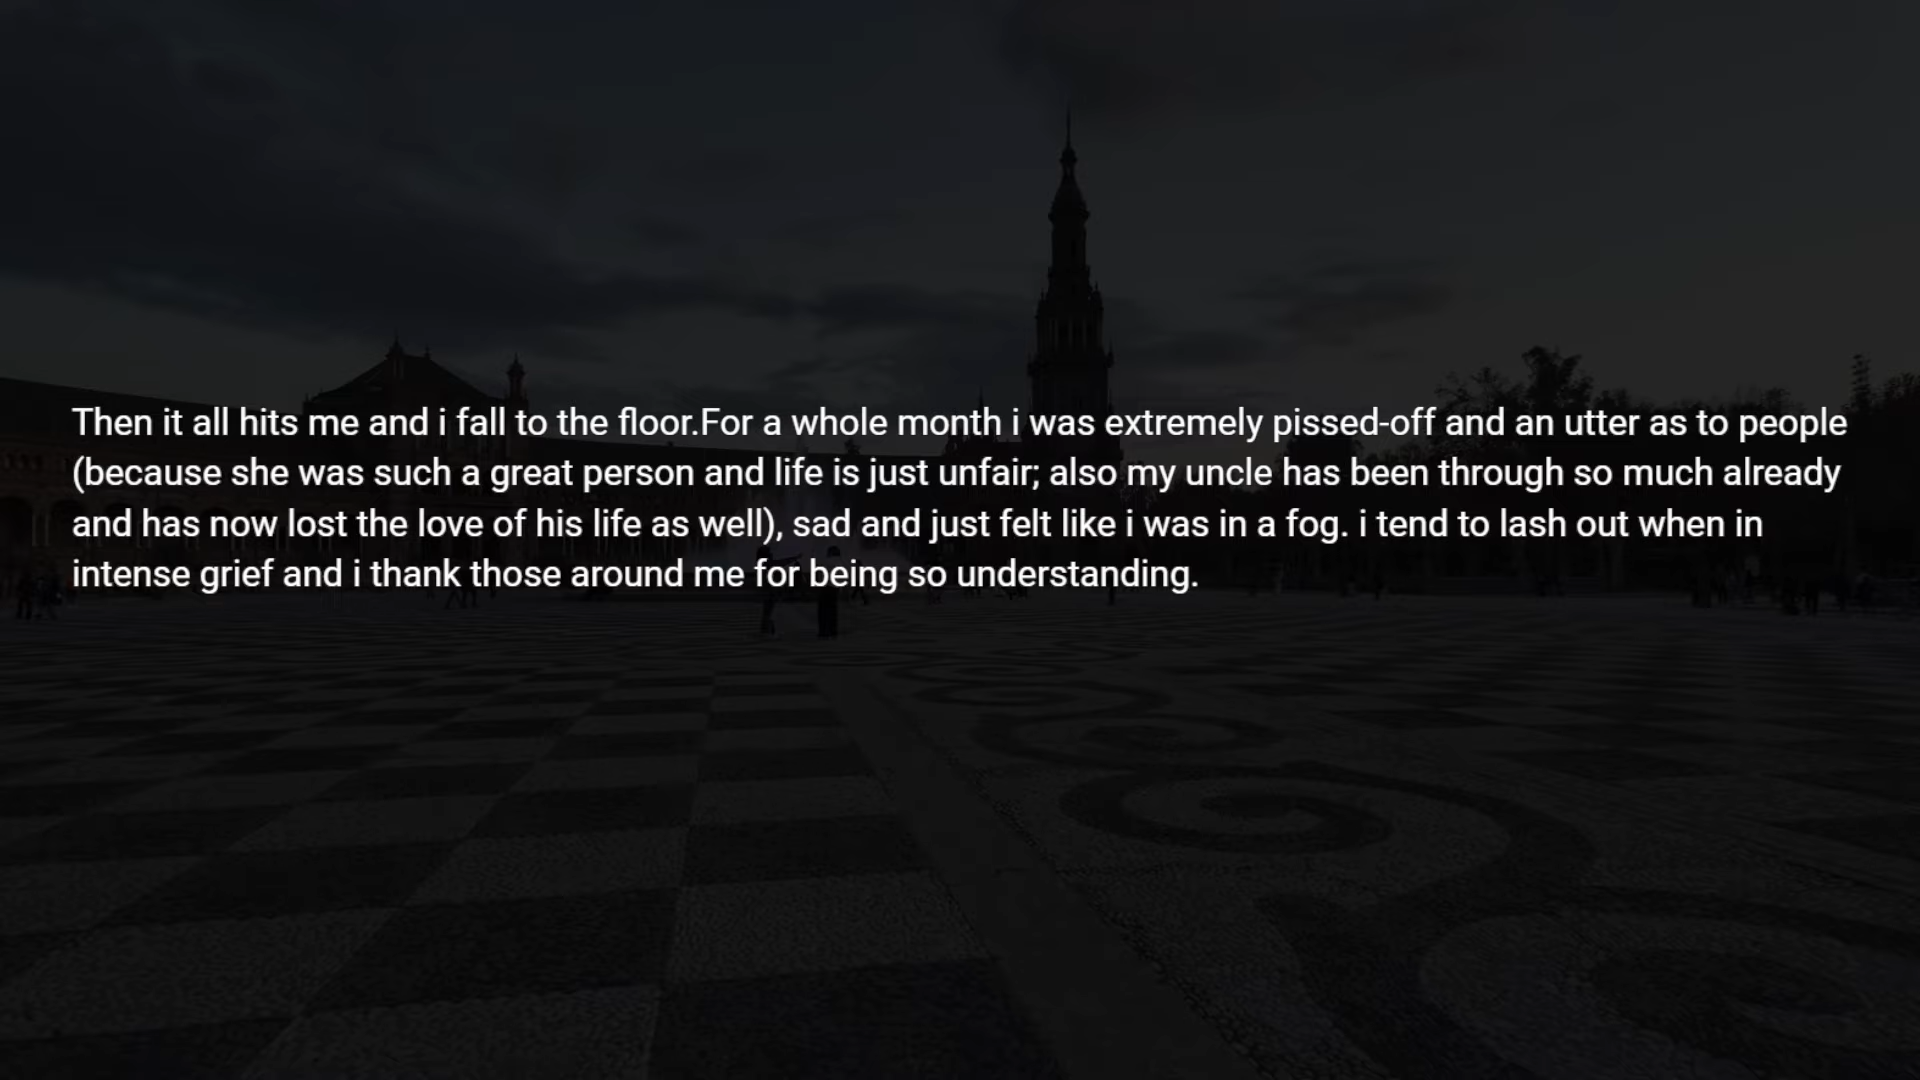 Then it all hits me and i fall to the floor.For a whole month i was extremely pissed-off and an utter as to people
(because she was such a great person and life is just unfair; also my uncle has been through so much already
and has now lost the love of his life as well), sad and just felt like i was in a fog. i tend to lash out when in
intense grief and i thank those around me for being so understanding.